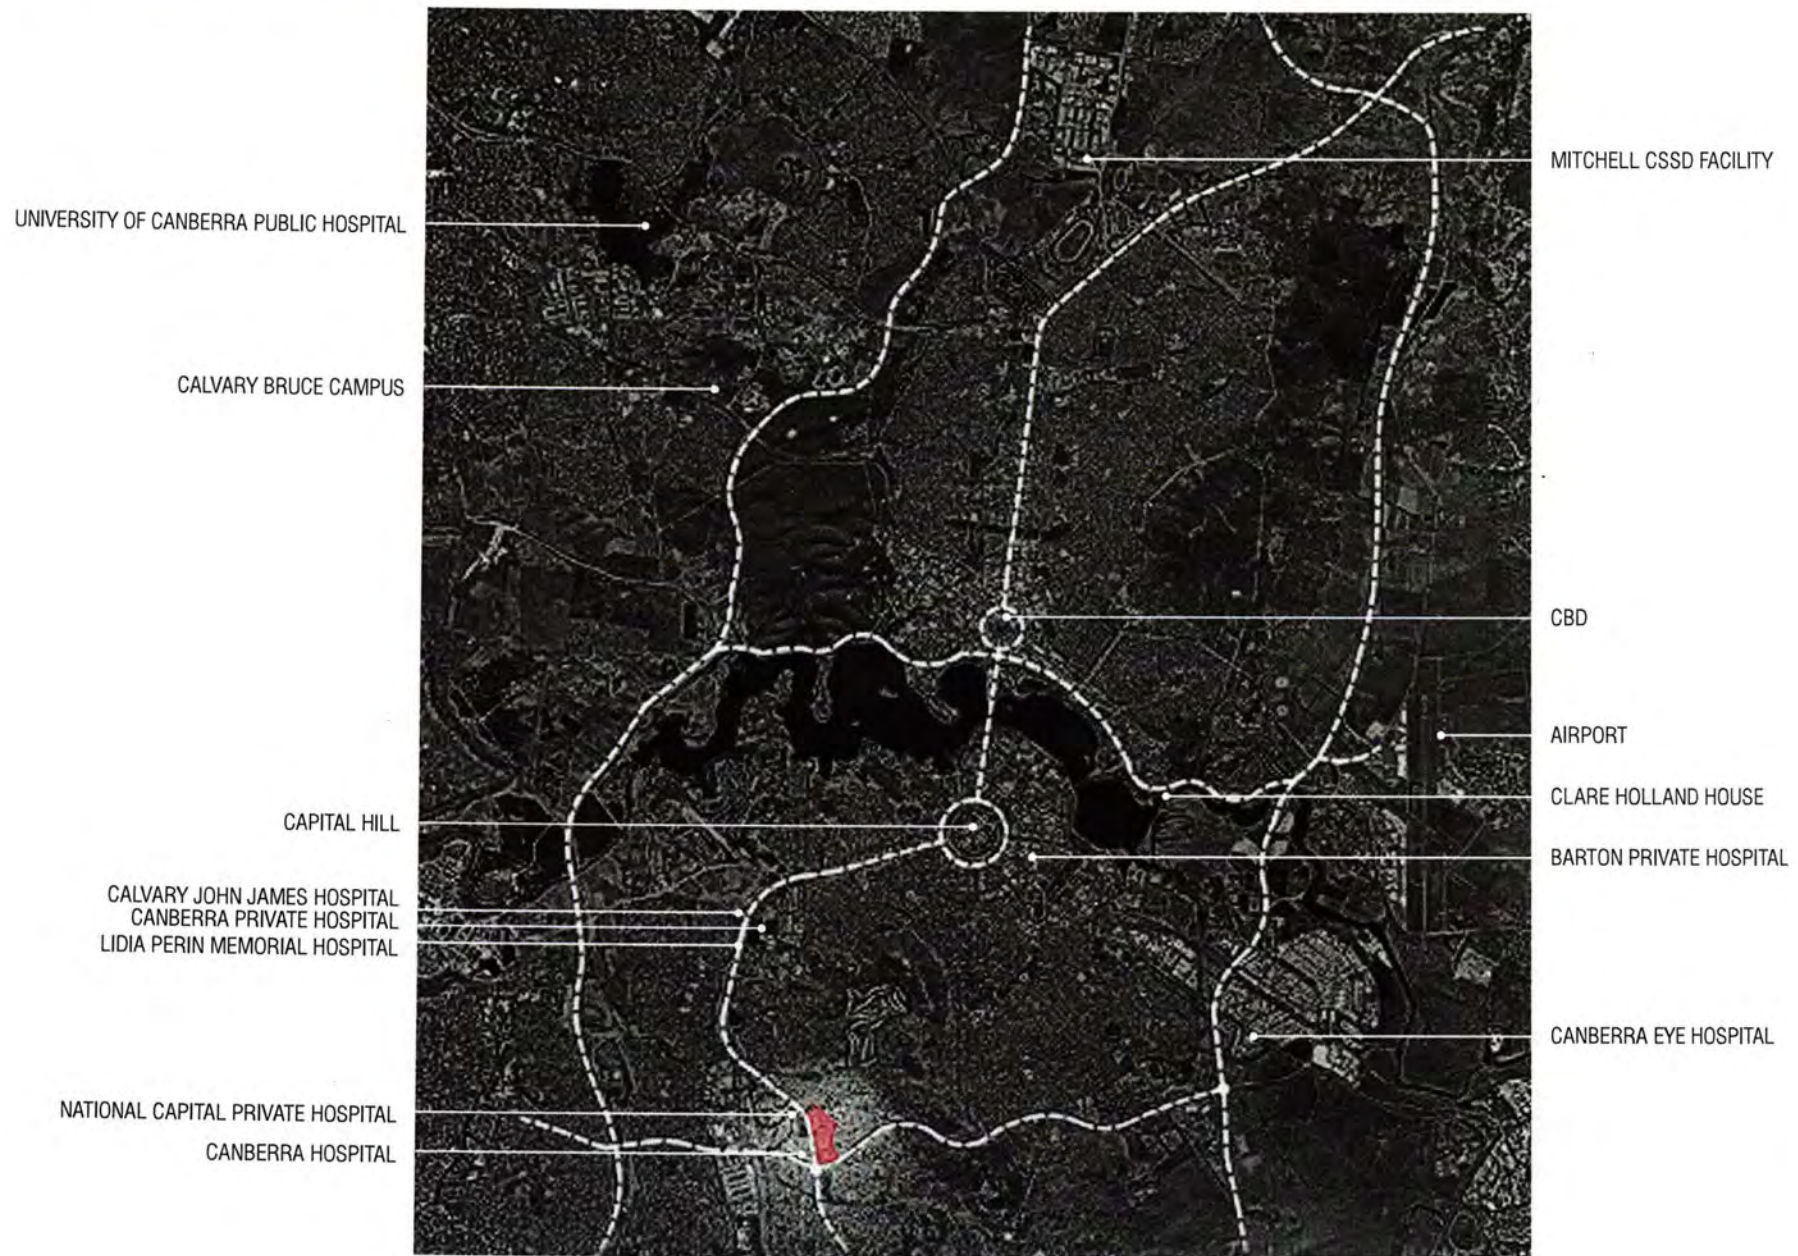 MITCHELL CSSD FACILITY
UNIVERSITY OF CANBERRA PUBLIC HOSPITAL
CALVARY BRUCE CAMPUS
CBD
AIRPORT
CLARE HOLLAND HOUSE
CAPITAL HILL
BARTON PRIVATE HOSPITAL
CALVARY JOHN JAMES HOSPITAL
CANBERRA PRIVATE HOSPITAL
LIDIA PERIN MEMORIAL HOSPITAL
CANBERRA EYE HOSPITAL
NATIONAL CAPITAL PRIVATE HOSPITAL
CANBERRA HOSPITAL